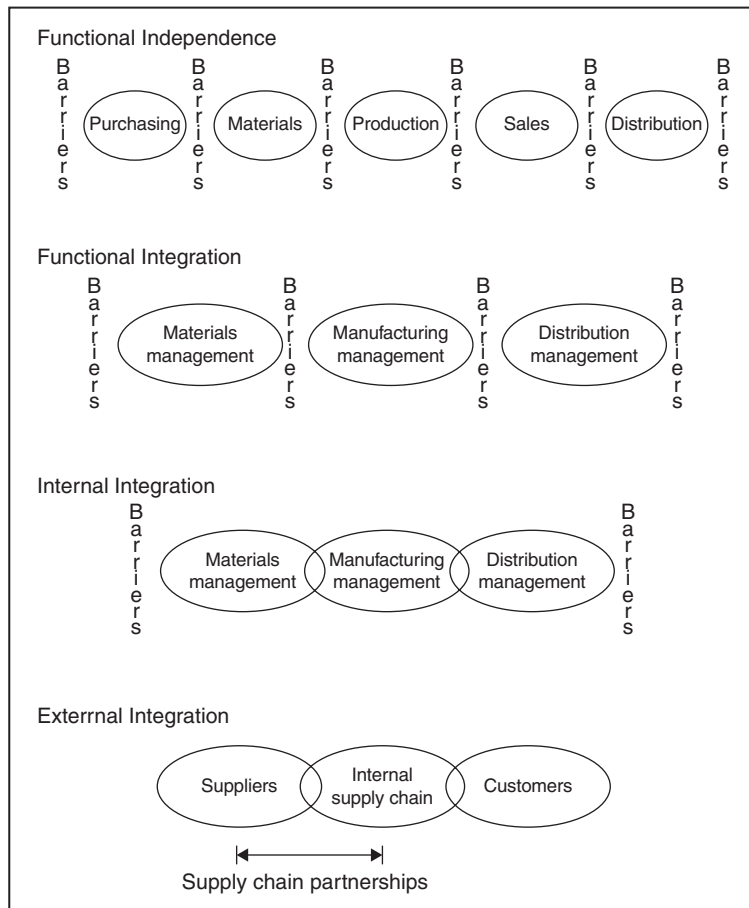 Functional Independence
Barriers Barriers Barriers Barriers Barriers Barriers
Purchasing Materials Production Sales Distribution
Functional Integration
Barriers Barriers Barriers Barriers
Materials management
Manufacturing management
Distribution management
Internal Integration
Barriers Barriers
Materials management
Manufacturing management
Distribution management
Exterrnal Integration
Suppliers
Internal supply chain
Customers
Supply chain partnerships